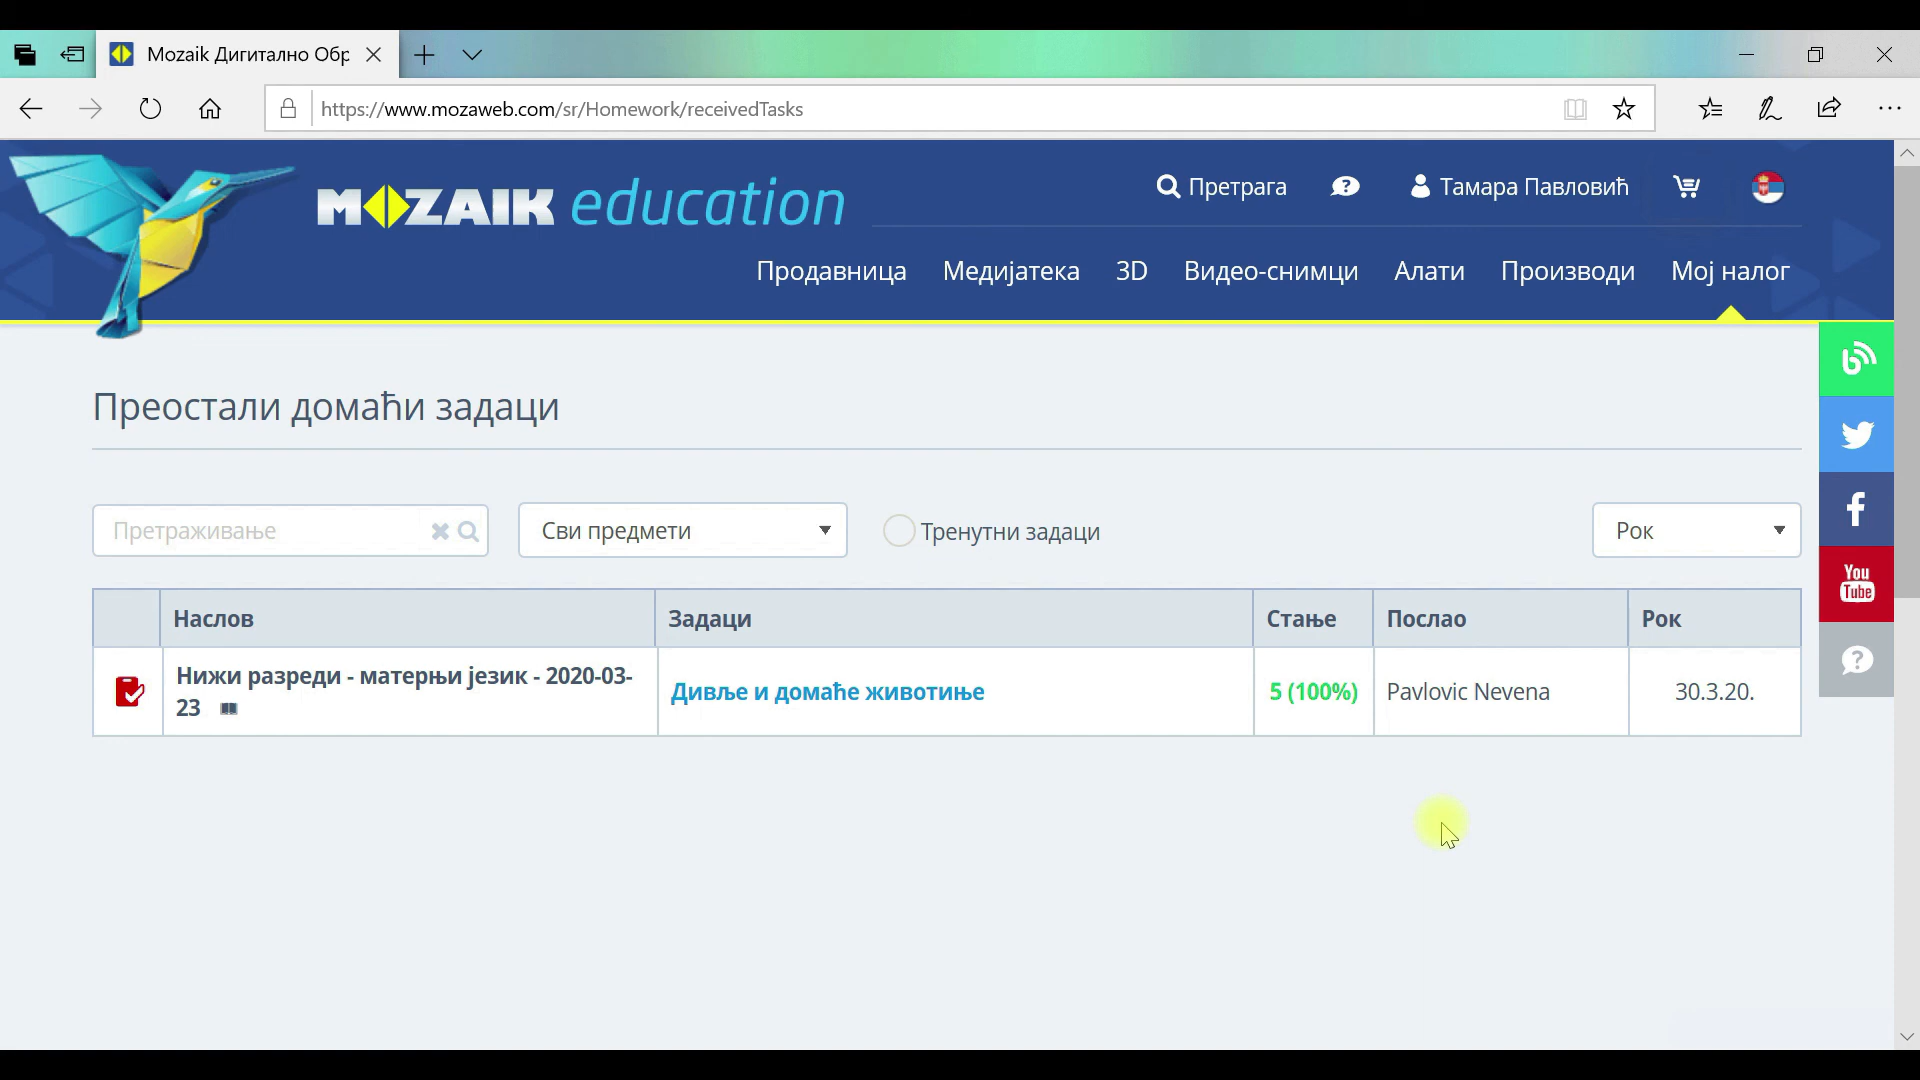 Mozaik Дигитално Обр
https://www.mozaweb.com/sr/Homework/receivedTasks
MOZAIK education
Претрага
Тамара Павловић
Продавница Медијатека 3D Видео-снимци Алати Производи Мој налог
Преостали домаћи задаци
Претраживање
Сви предмети
Тренутни задаци
Рок
You
Tube
Наслов Задаци Стање Послао Рок
Нижи разреди - матерњи језик - 2020-03-
23
Дивље и домаће животиње
5 (100%)
Pavlovic Nevena
30.3.20.